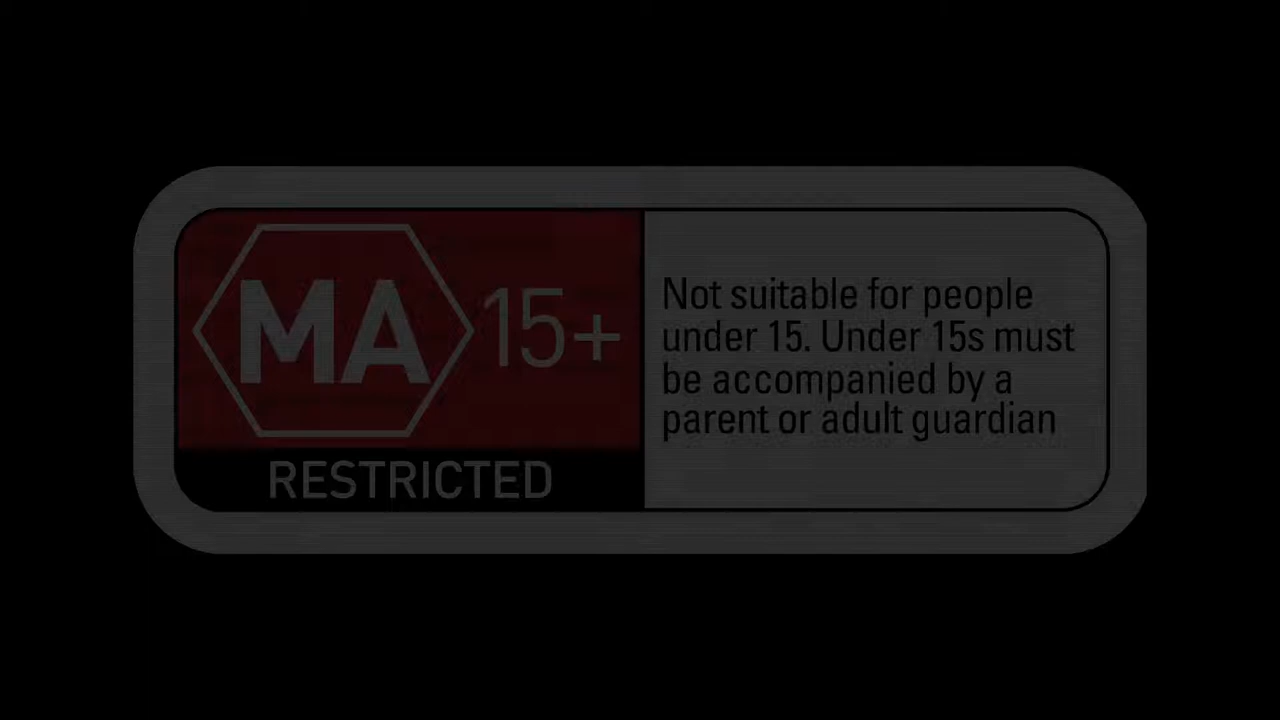 MA 15+
RESTRICTED
Not suitable for people
under 15. Under 15s must
be accompanied by a
parent or adult guardian